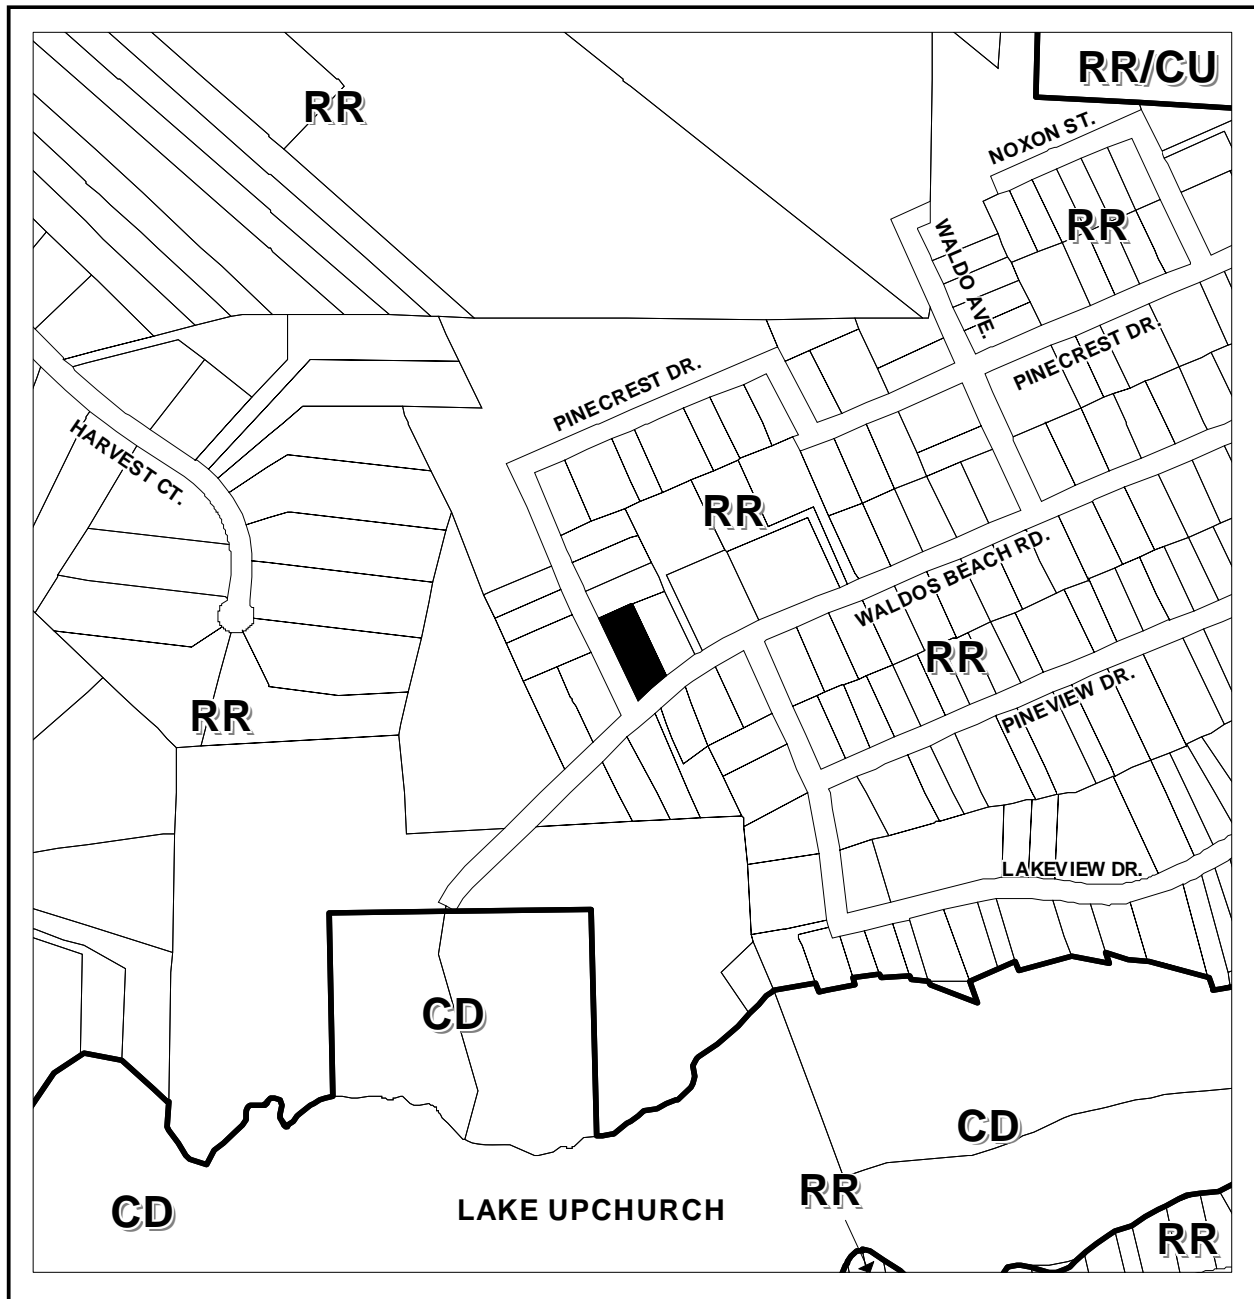 RR/CU
RR
NOXON ST.
RR
WALDO AVE.
PINECREST DR.
PINECREST DR.
HARVEST CT.
RR
WALDOS BEACH RD.
RR
PINEVIEW DR.
RR
LAKEVIEW DR.
CD
CD
RR
CD
LAKE UPCHURCH
RR